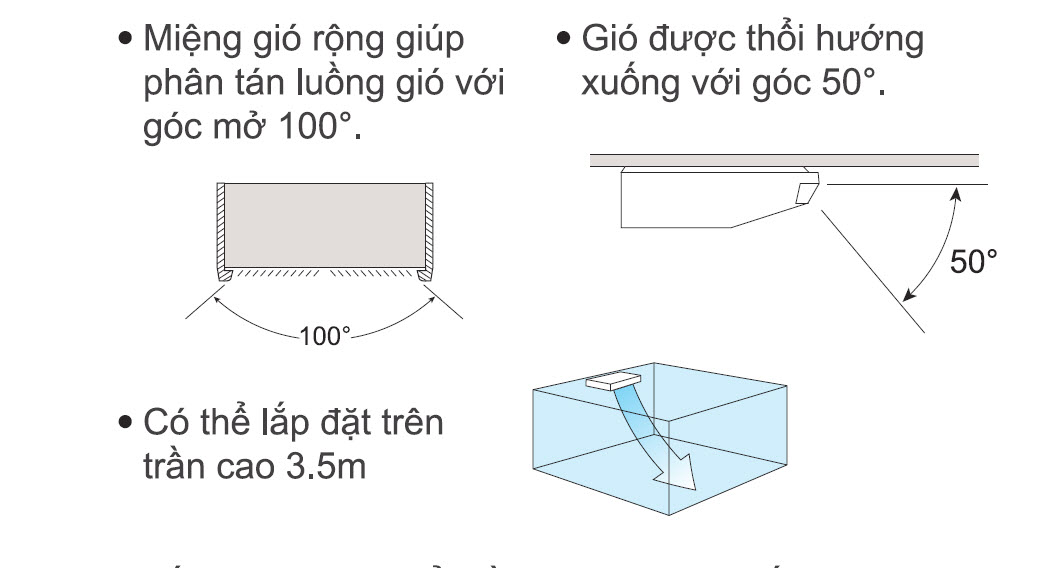 • Miệng gió rộng giúp
phân tán luồng gió với
góc mở 100°.
• Gió được thổi hướng
xuống với góc 50°.
100°
50°
• Có thể lắp đặt trên
trần cao 3.5m